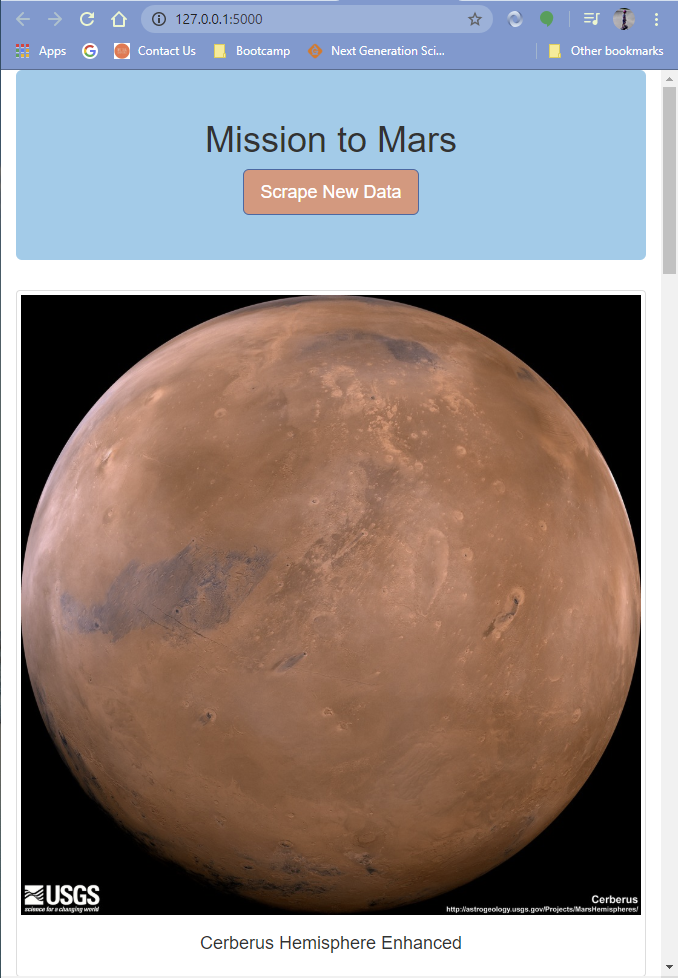 127.0.0.1:5000
Apps
Contact Us
Bootcamp
Next Generation Sci...
Other bookmarks
Mission to Mars
Scrape New Data
USGS
science for a changing world
Cerberus
http://astrogeology.usgs.gov/Projects/MarsHemispheres/
Cerberus Hemisphere Enhanced